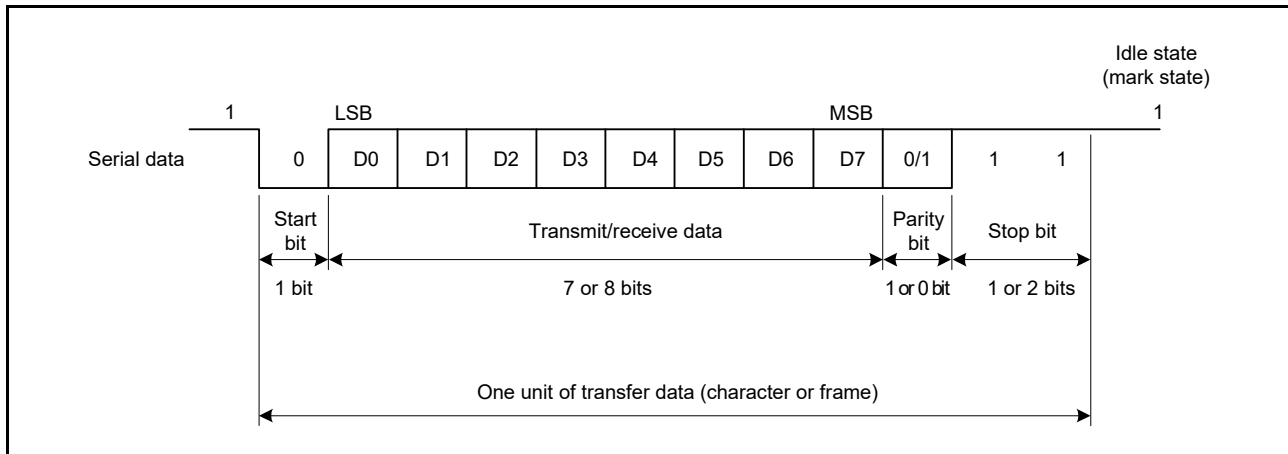 Idle state
(mark state)
1 LSB MSB 1
Serial data 0 D0 D1 D2 D3 D4 D5 D6 D7 0/1 1 1
Start
bit
Transmit/receive data
Parity
bit
Stop bit
1 bit 7 or 8 bits 1 or 0 bit 1 or 2 bits
One unit of transfer data (character or frame)